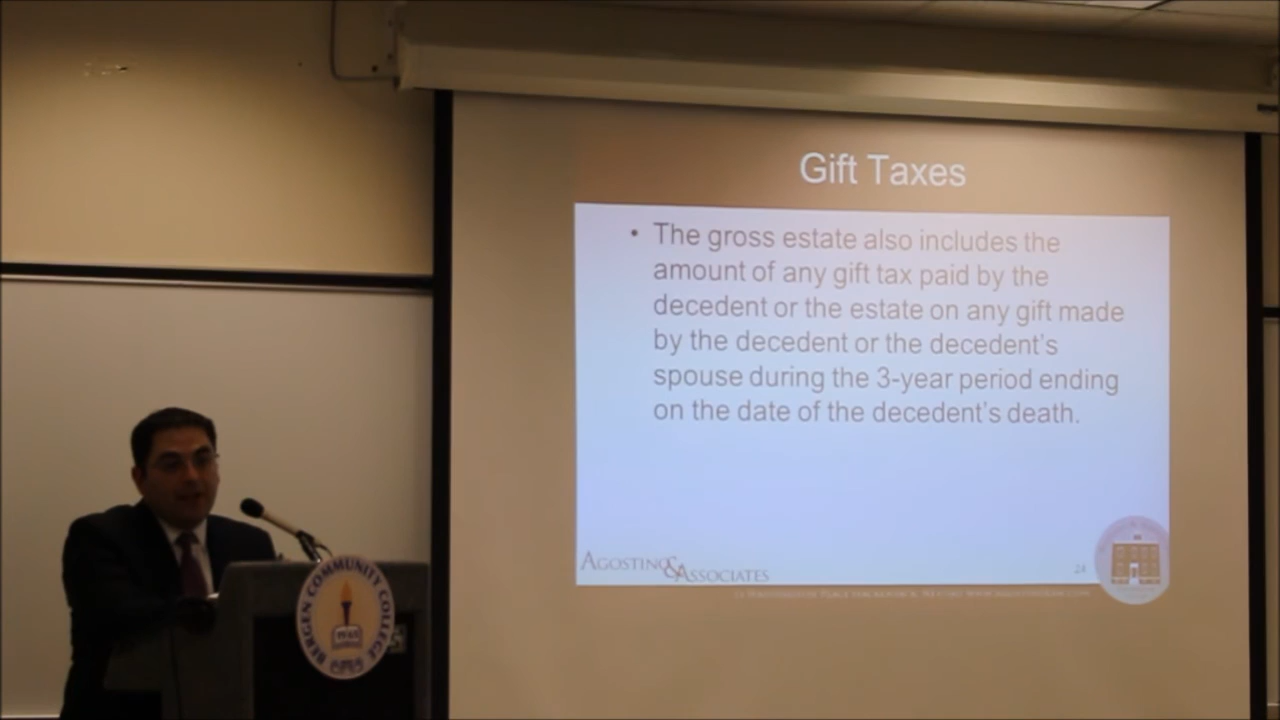 Gift Taxes
• The gross estate also includes the
amount of any gift tax paid by the
decedent or the estate on any gift made
by the decedent or the decedent's
spouse during the 3-year period ending
on the date of the decedent's death.
AGOSTINO & ASSOCIATES
24
BERGEN COMMUNITY COLLEGE